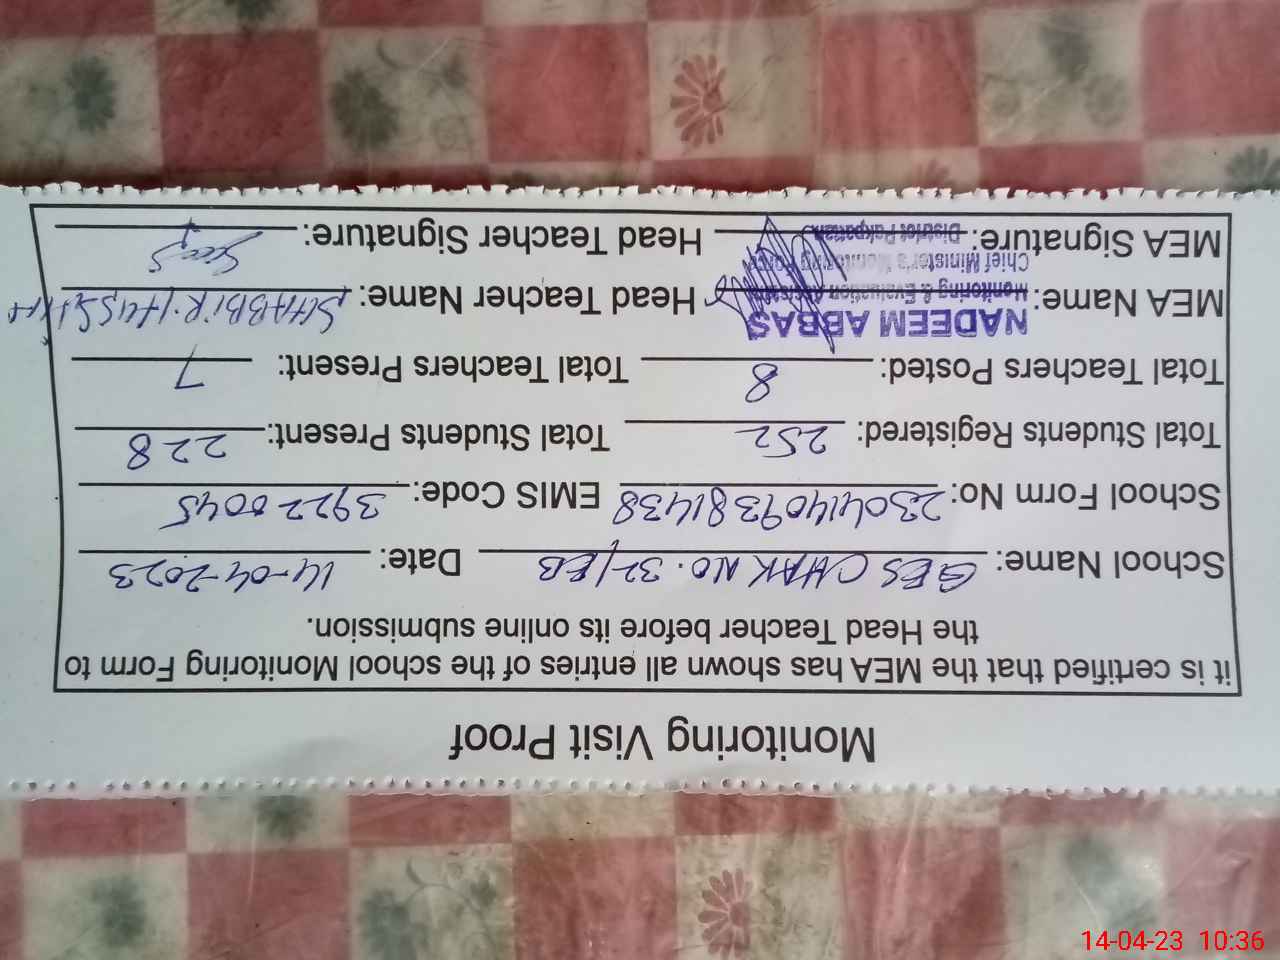 Monitoring Visit Proof
it is certified that the MEA has shown all entries of the school Monitoring Form to
the Head Teacher before its online submission.
School Name: GES CHAK NO. 32/EB Date: 14-04-2023
School Form No: 23041409381438 EMIS Code: 39220045
Total Students Registered: 252 Total Students Present: 228
Total Teachers Posted: 8 Total Teachers Present: 7
MEA Name: NADEEM ABBAS Head Teacher Name: SHABBIR HUSSAIN
Monitoring & Evaluation Assistant
Chief Minister's Monitoring Force
MEA Signature: District Pakpattan Head Teacher Signature:
14-04-23 10:36